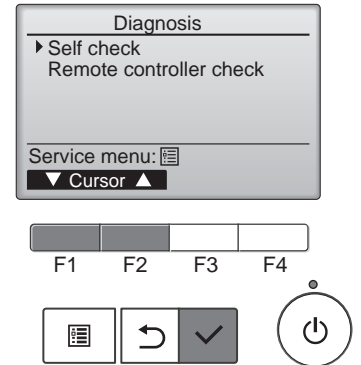 Diagnosis
Self check
Remote controller check
Service menu:
▼ Cursor ▲
F1 F2 F3 F4